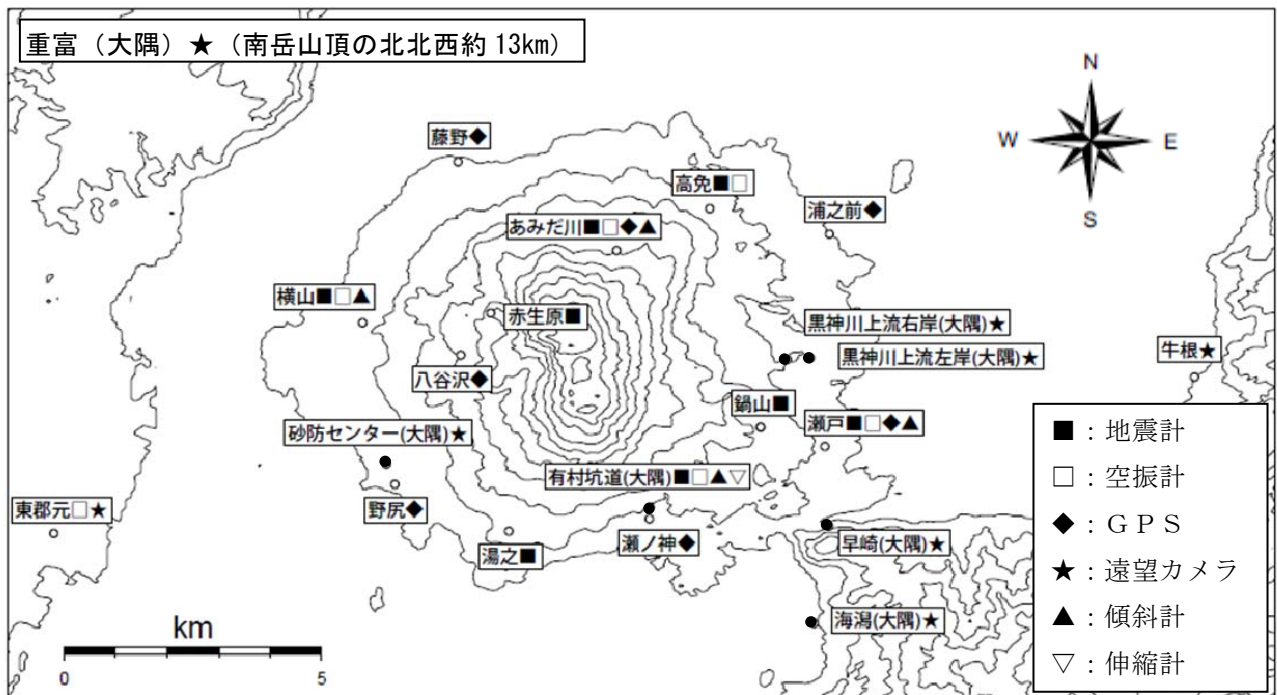 重富（大隅）★（南岳山頂の北北西約 13km）
N
W
E
S
藤野◆
高免■□
浦之前◆
あみだ川■□◆▲
横山■□▲
赤生原■
黒神川上流右岸(大隅)★
黒神川上流左岸(大隅)★
牛根★
八谷沢◆
鍋山■
瀬戸■□◆▲
砂防センター(大隅)★
有村坑道(大隅)■□▲▽
東郡元□★
野尻◆
湯之■
瀬ノ神◆
早崎(大隅)★
海潟(大隅)★
km
0
5
■：地震計
□：空振計
◆：ＧＰＳ
★：遠望カメラ
▲：傾斜計
▽：伸縮計